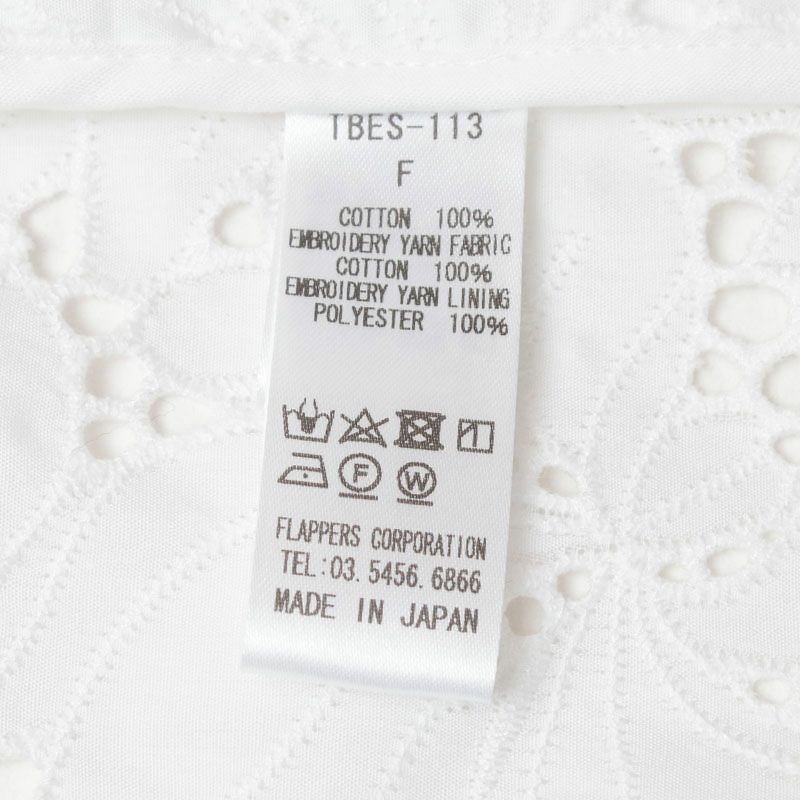 TBES-113
F
COTTON 100%
EMBROIDERY YARN FABRIC
COTTON 100%
EMBROIDERY YARN LINING
POLYESTER 100%
F W
FLAPPERS CORPORATION
TEL:03.5456.6866
MADE IN JAPAN